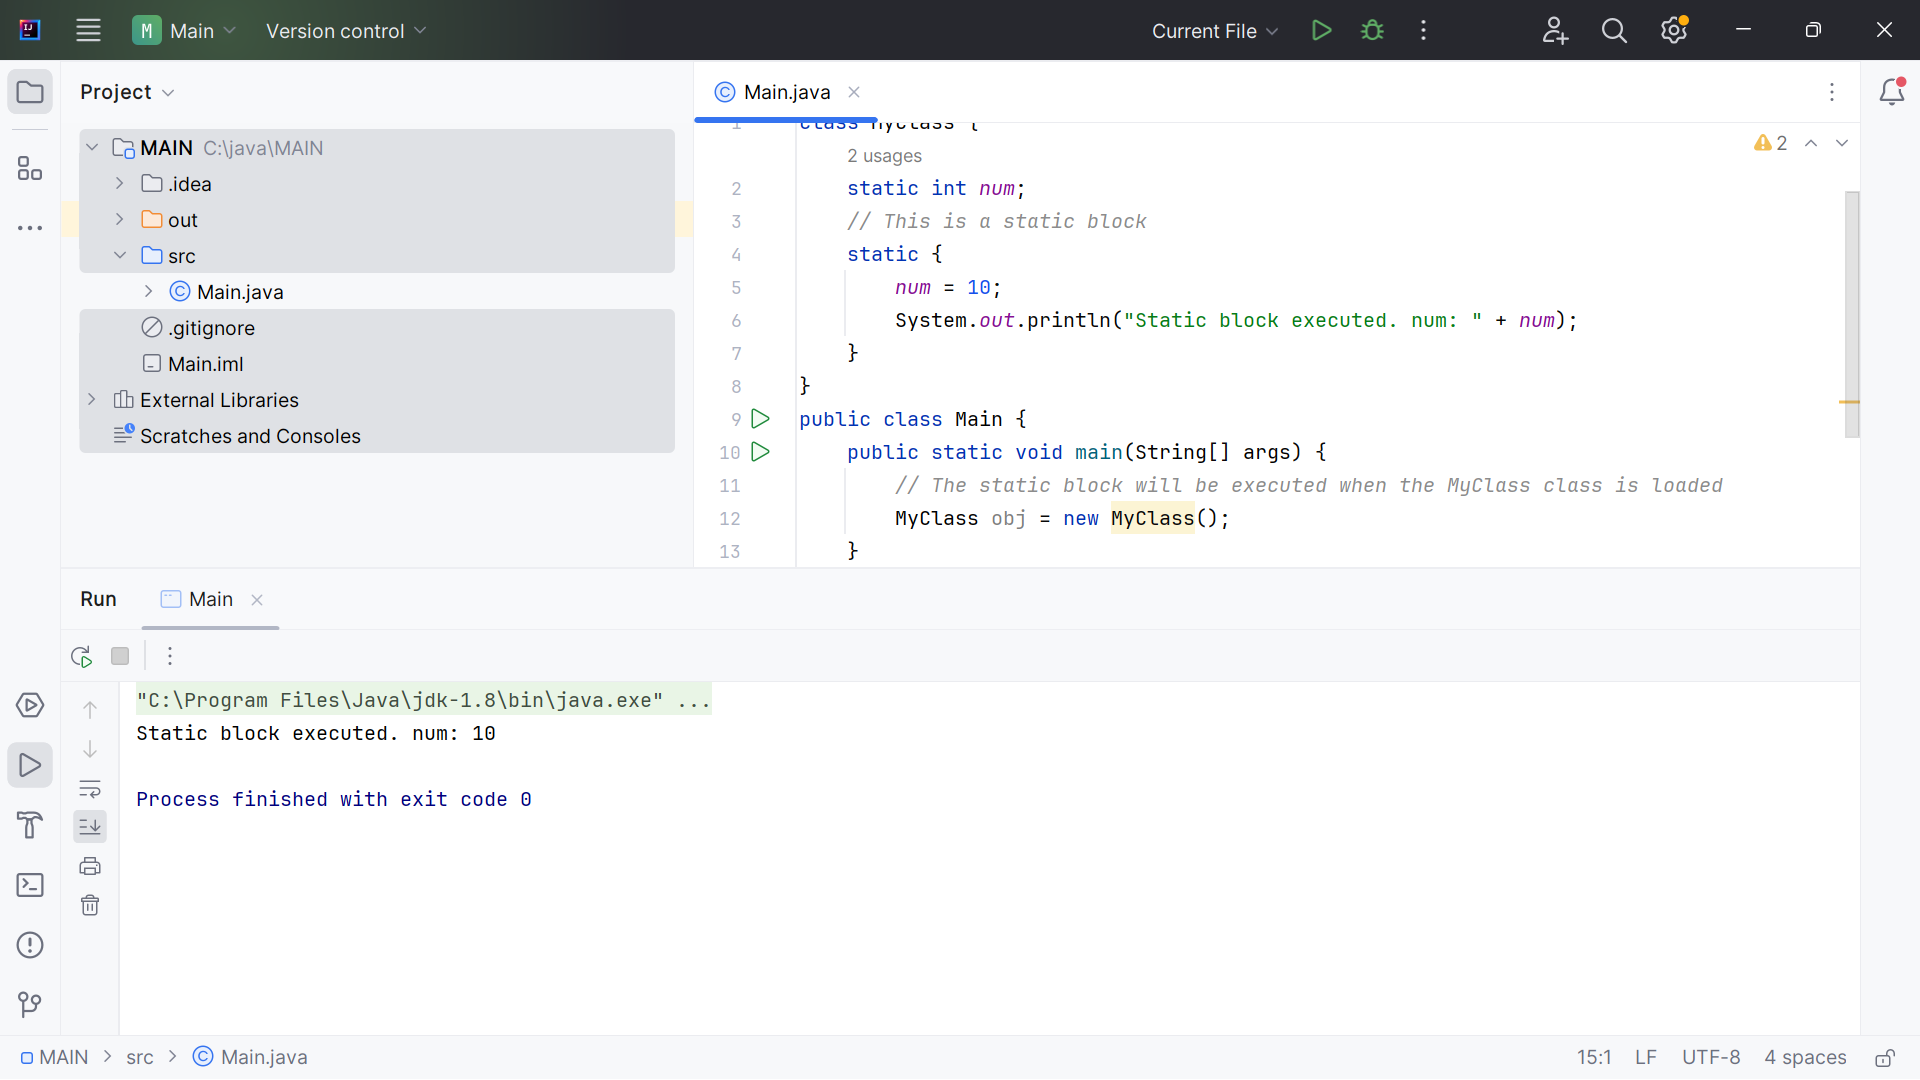 M Main Version control Current File
Project
MAIN C:\java\MAIN
.idea
out
src
Main.java
.gitignore
Main.iml
External Libraries
Scratches and Consoles
Main.java
2
1 class MyClass {
2 usages
2 static int num;
3 // This is a static block
4 static {
5 num = 10;
6 System.out.println("Static block executed. num: " + num);
7 }
8 }
9 public class Main {
10 public static void main(String[] args) {
11 // The static block will be executed when the MyClass class is loaded
12 MyClass obj = new MyClass();
13 }
Run Main
"C:\Program Files\Java\jdk-1.8\bin\java.exe" ...
Static block executed. num: 10
Process finished with exit code 0
MAIN > src > Main.java 15:1 LF UTF-8 4 spaces